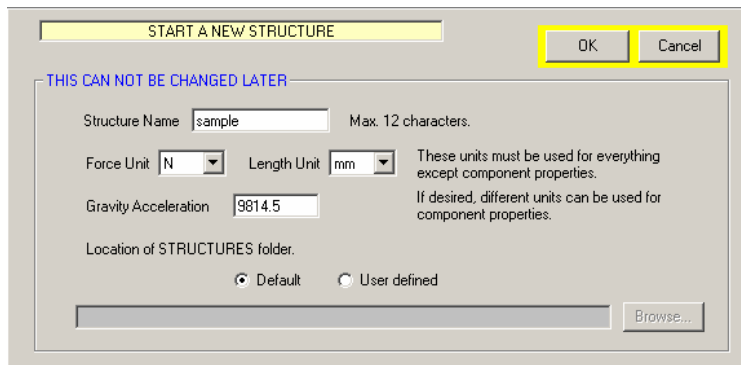 START A NEW STRUCTURE
OK
Cancel
THIS CAN NOT BE CHANGED LATER
Structure Name sample Max. 12 characters.
Force Unit N Length Unit mm
These units must be used for everything
except component properties.
Gravity Acceleration 9814.5
If desired, different units can be used for
component properties.
Location of STRUCTURES folder.
Default User defined
Browse...